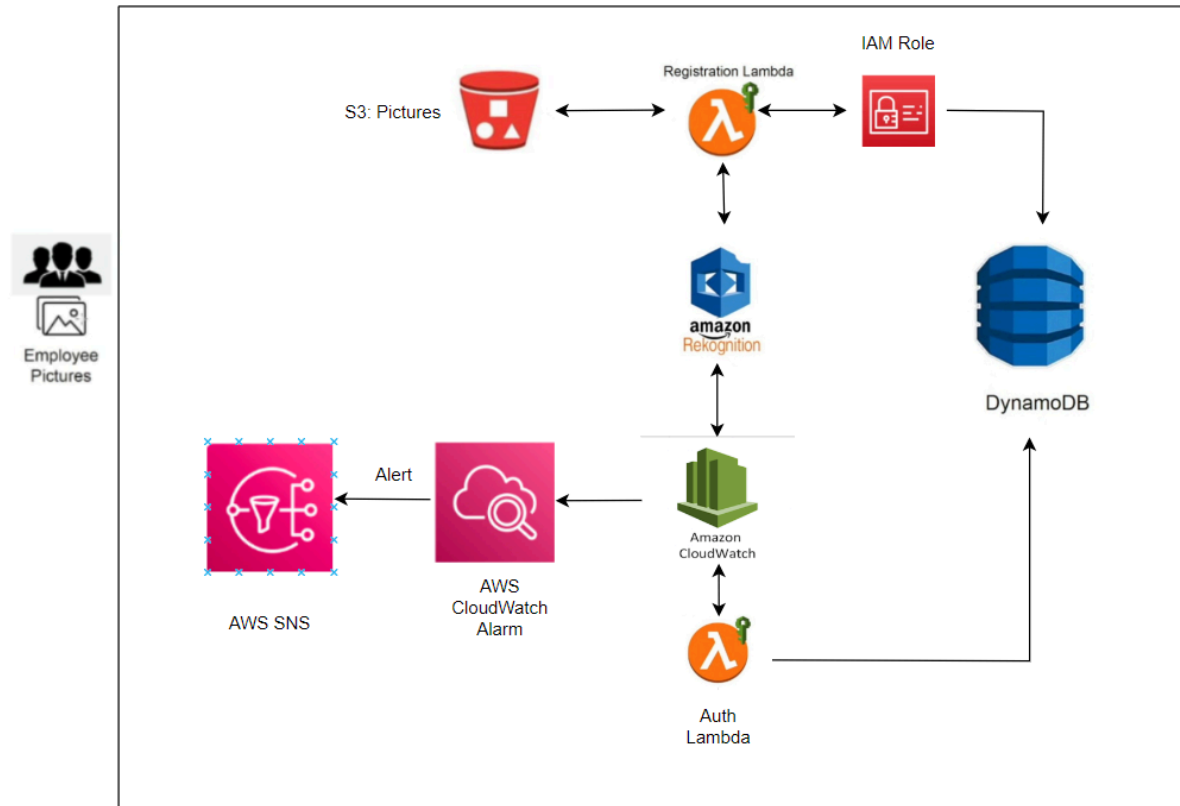 IAM Role
Registration Lambda
S3: Pictures
amazon
Rekognition
Employee
Pictures
DynamoDB
Alert
Amazon
CloudWatch
AWS
CloudWatch
Alarm
AWS SNS
Auth
Lambda